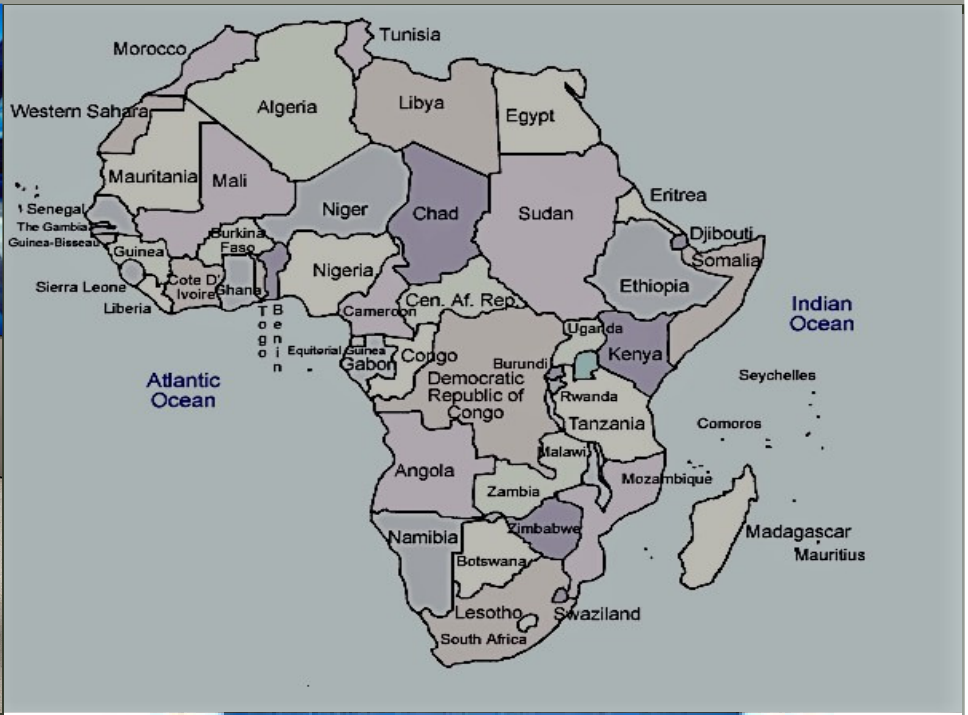 Tunisia
Morocco
Algeria
Libya
Egypt
Western Sahara
Mauritania
Mali
Niger
Chad
Sudan
Eritrea
Senegal
The Gambia
Guinea-Bisseau
Burkina
Faso
Djibouti
Somalia
Guinea
Nigeria
Ethiopia
Sierra Leone
Cote D'
Ivoire
Ghana
Liberia
Togo
Benin
Cameroon
Cen. Af. Rep.
Indian
Ocean
Uganda
Kenya
Equitorial Guinea
Gabon
Congo
Burundi
Democratic
Republic of
Congo
Rwanda
Seychelles
Atlantic
Ocean
Tanzania
Comoros
Malawi
Angola
Zambia
Mozambique
Zimbabwe
Namibia
Madagascar
Mauritius
Botswana
Lesotho
Swaziland
South Africa